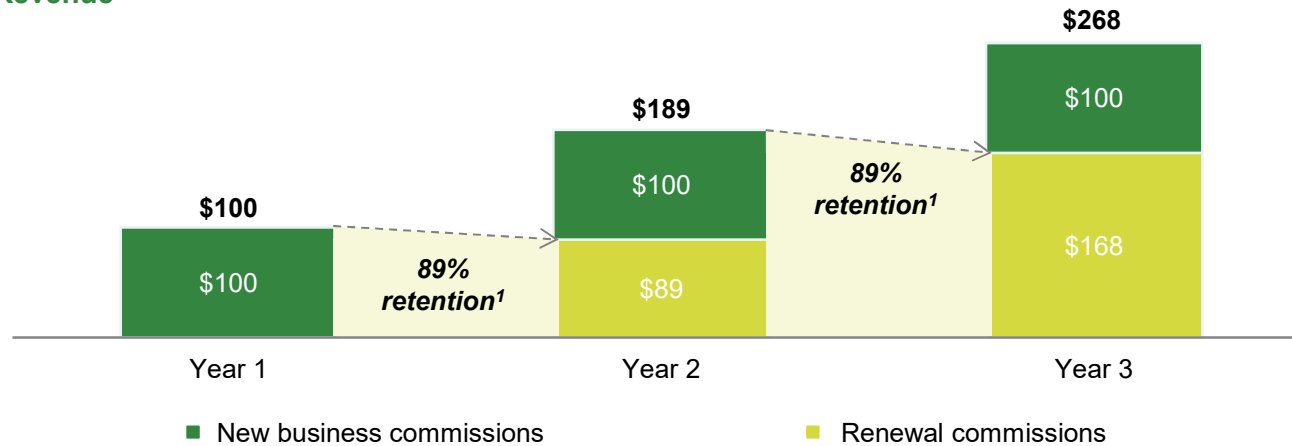 Revenue
$268
$100
$189
89%
retention¹
$100
$100
$168
89%
retention¹
$100
$89
Year 1
Year 2
Year 3
New business commissions
Renewal commissions